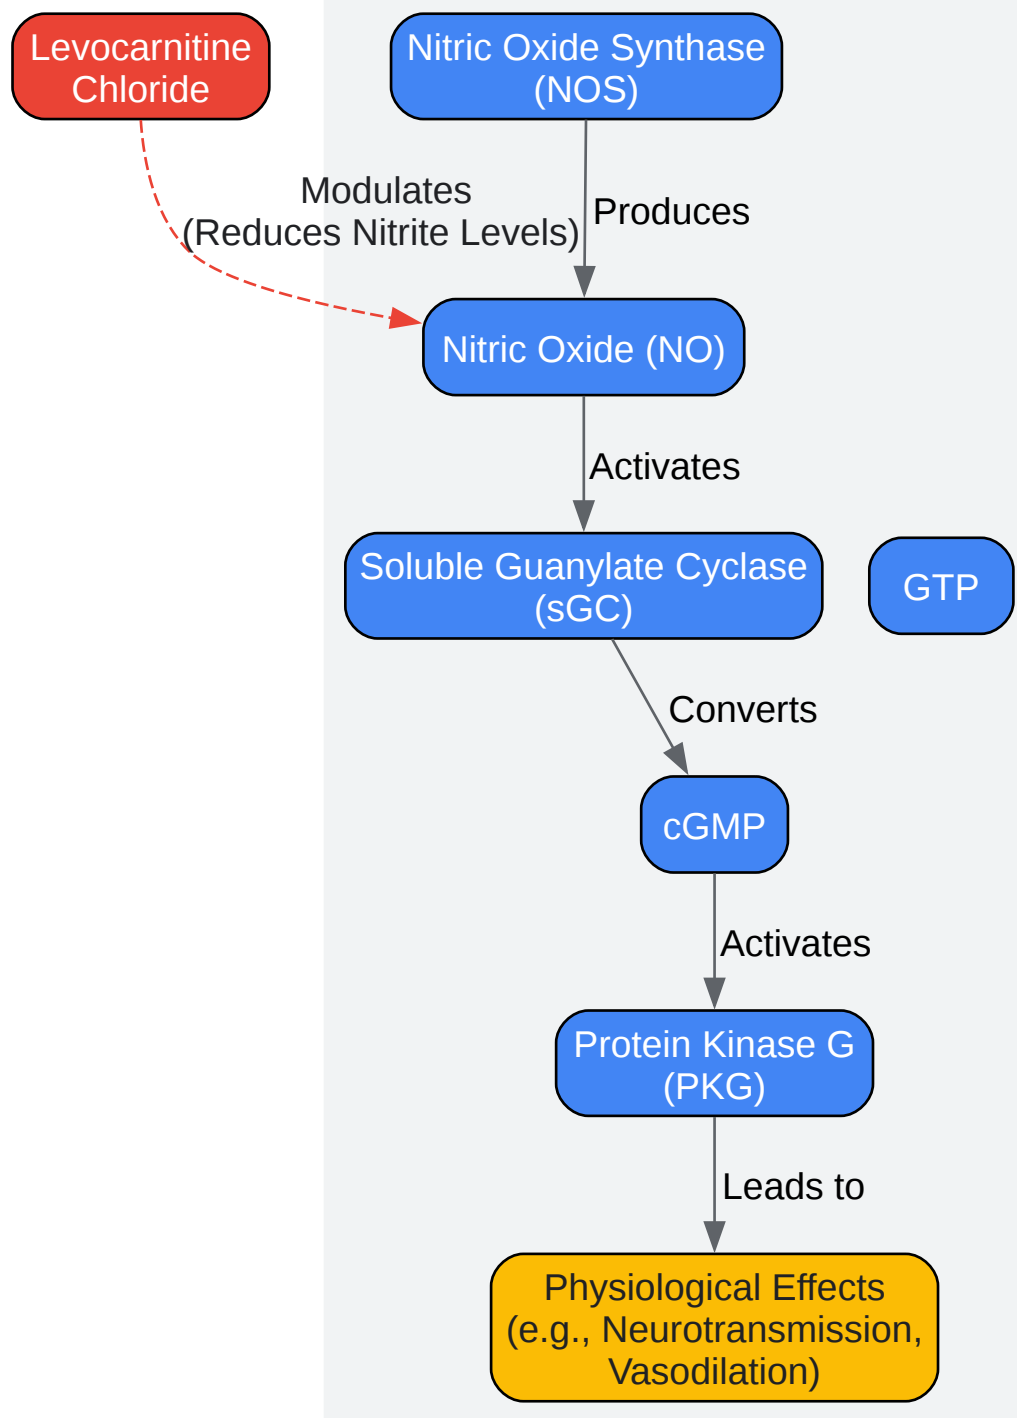 Levocarnitine
Chloride
Nitric Oxide Synthase
(NOS)
Modulates
(Reduces Nitrite Levels)
Produces
Nitric Oxide (NO)
Activates
Soluble Guanylate Cyclase
(sGC)
GTP
Converts
cGMP
Activates
Protein Kinase G
(PKG)
Leads to
Physiological Effects
(e.g., Neurotransmission,
Vasodilation)